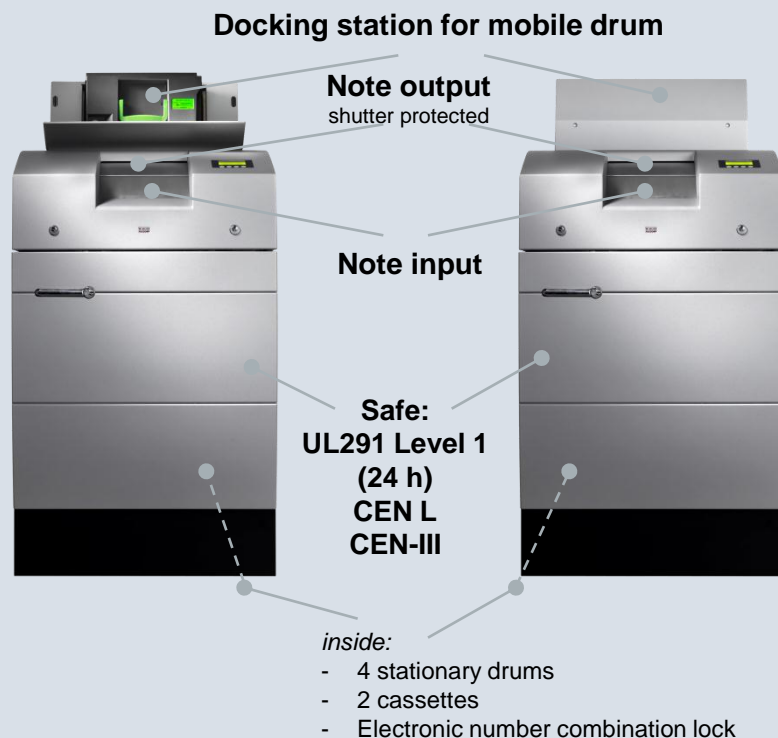 Docking station for mobile drum
Note output
shutter protected
Note input
Safe:
UL291 Level 1
(24 h)
CEN L
CEN-III
inside:
- 4 stationary drums
- 2 cassettes
- Electronic number combination lock